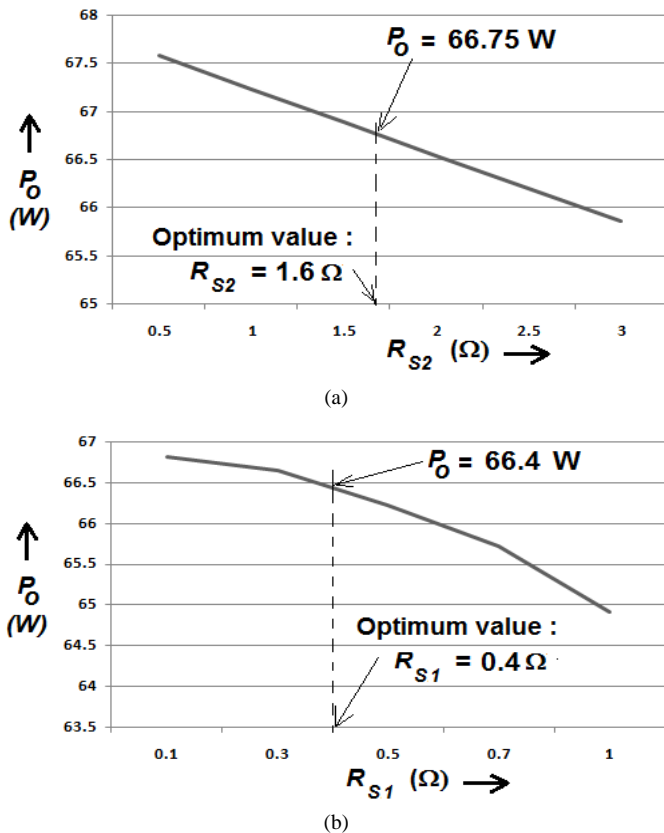 68
67.5
67
66.5
66
65.5
65
P_O
(W)
P_O = 66.75 W
Optimum value :
R_S2 = 1.6 Ω
0.5 1 1.5 2 2.5 3
R_S2 (Ω)
(a)
67
66.5
66
65.5
65
64.5
64
63.5
P_O
(W)
P_O = 66.4 W
Optimum value :
R_S1 = 0.4 Ω
0.1 0.3 0.5 0.7 1
R_S1 (Ω)
(b)